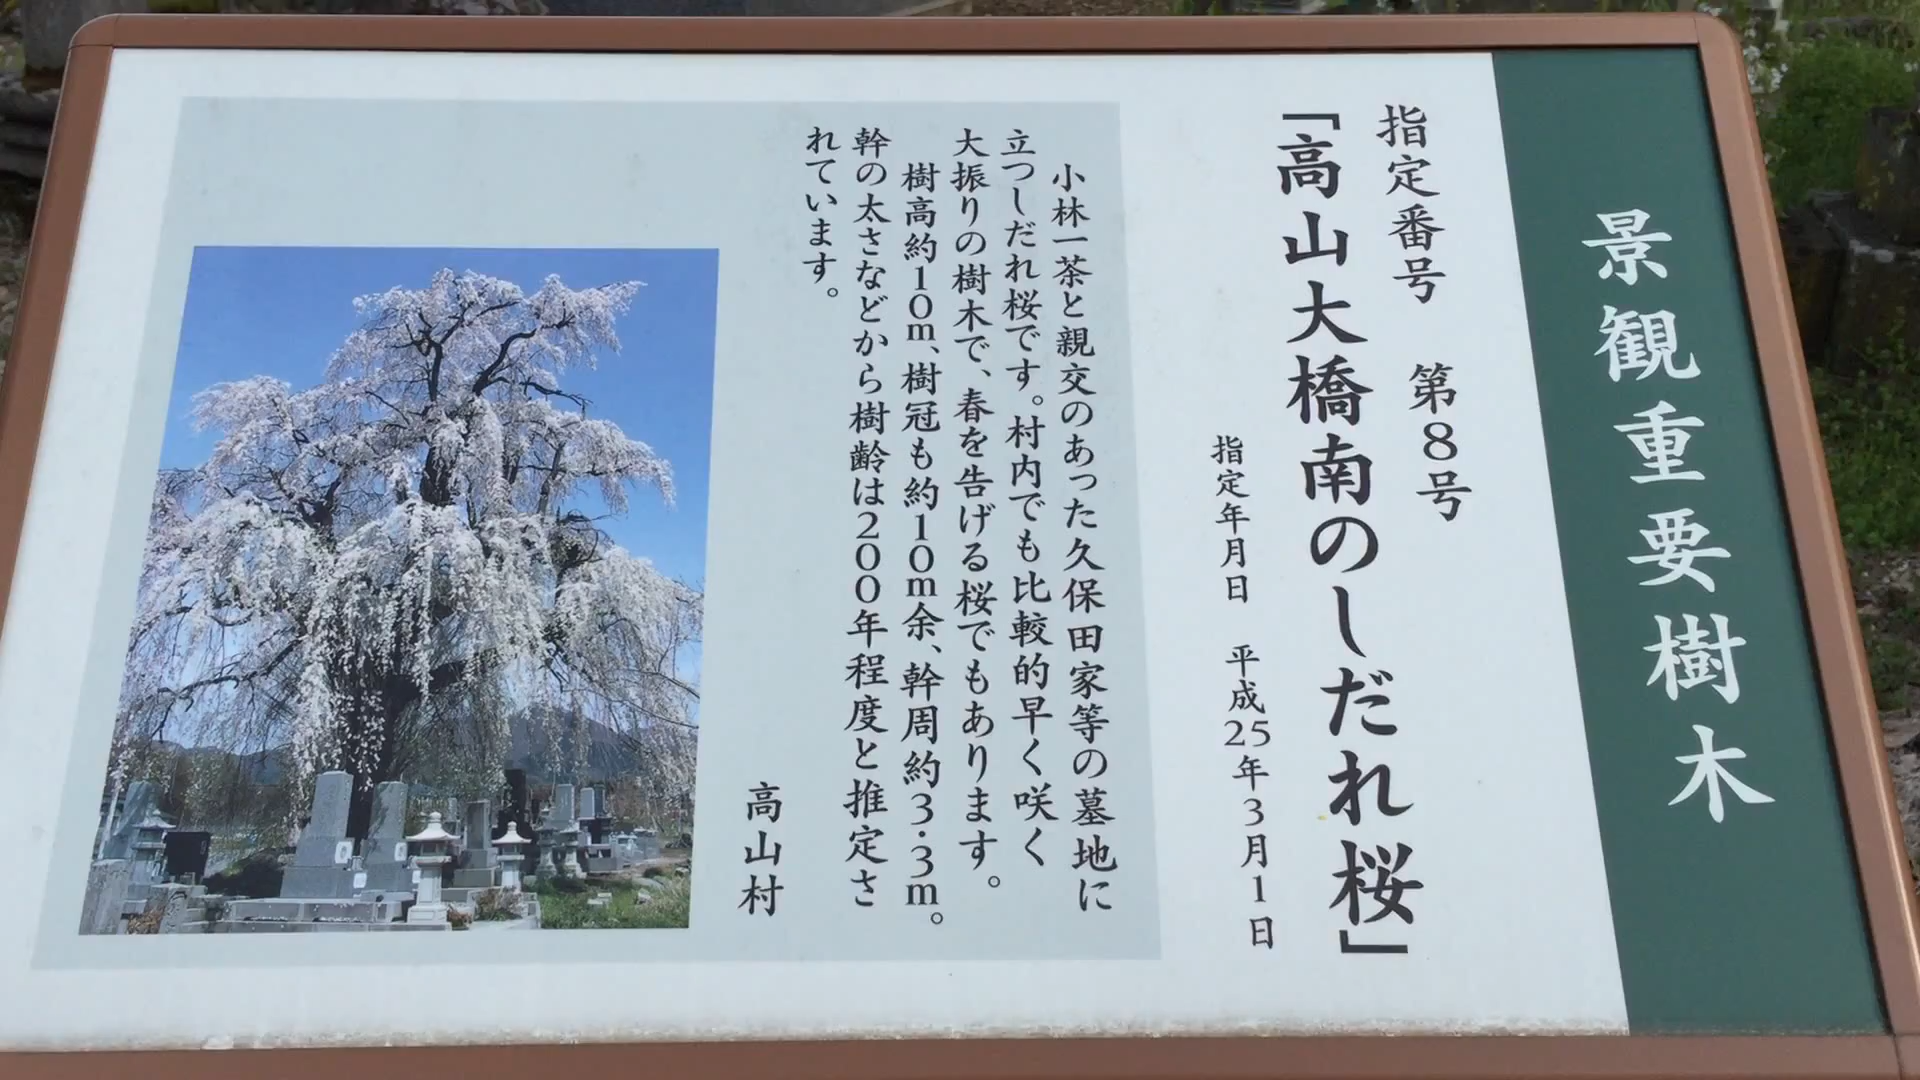 景観重要樹木
指定番号　第８号
「高山大橋南のしだれ桜」
指定年月日　平成25年３月１日
小林一茶と親交のあった久保田家等の墓地に
立つしだれ桜です。村内でも比較的早く咲く
大振りの樹木で、春を告げる桜でもあります。
樹高約10m、樹冠も約10m余、幹周約3・3m。
幹の太さなどから樹齢は200年程度と推定さ
れています。
高山村